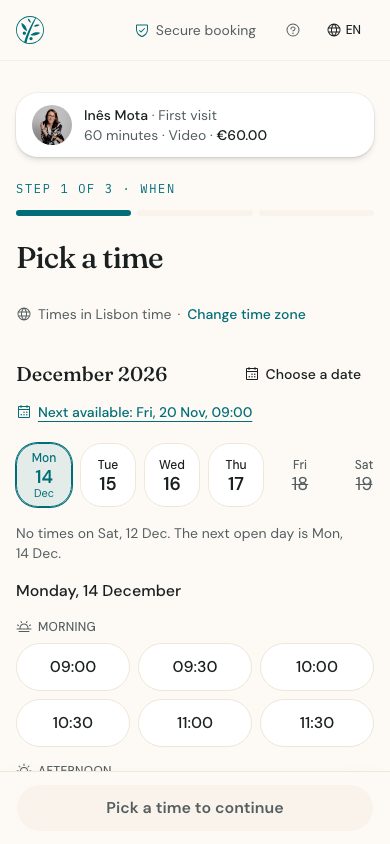 Secure booking
EN
Inês Mota · First visit
60 minutes · Video · €60.00
STEP 1 OF 3 · WHEN
Pick a time
Times in Lisbon time · Change time zone
December 2026
Choose a date
Next available: Fri, 20 Nov, 09:00
Mon
14
Dec
Tue
15
Wed
16
Thu
17
Fri
18
Sat
19
No times on Sat, 12 Dec. The next open day is Mon,
14 Dec.
Monday, 14 December
MORNING
09:00
09:30
10:00
10:30
11:00
11:30
AFTERNOON
Pick a time to continue